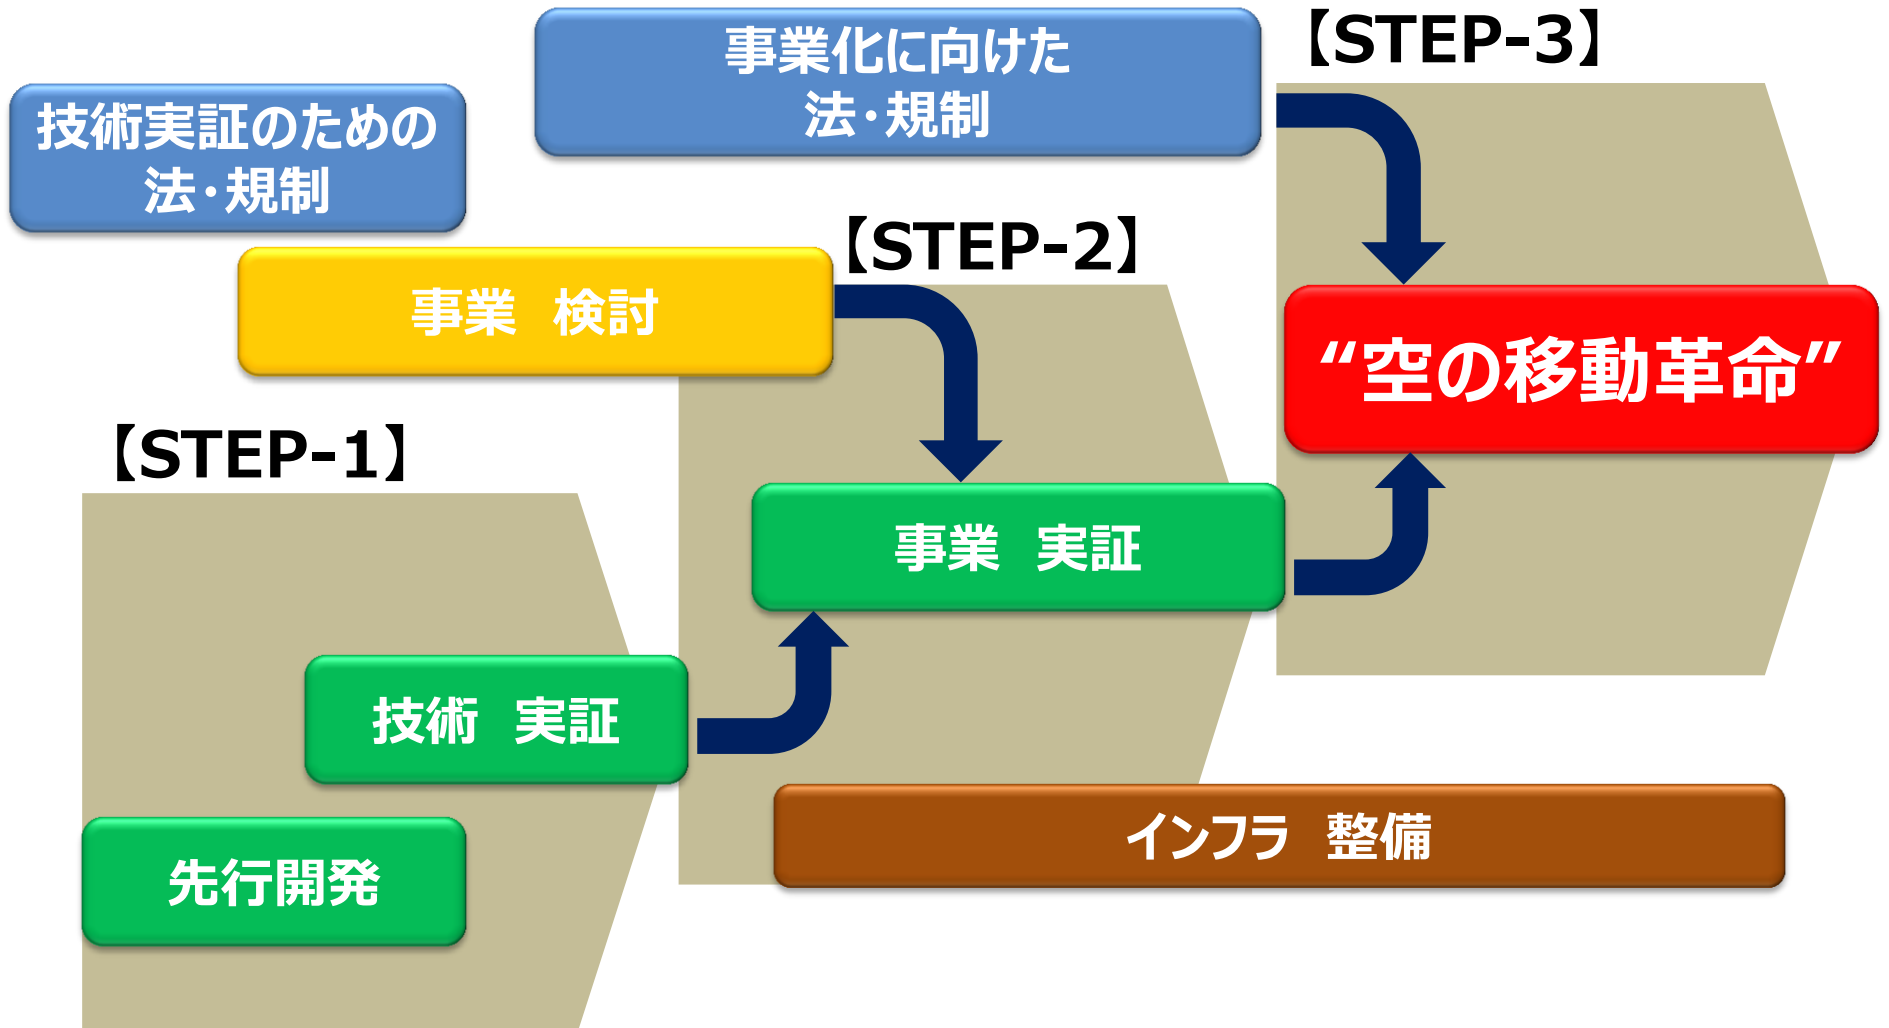 事業化に向けた
法・規制
【STEP-3】
技術実証のための
法・規制
【STEP-2】
事業　検討
“空の移動革命”
【STEP-1】
事業　実証
技術　実証
インフラ　整備
先行開発